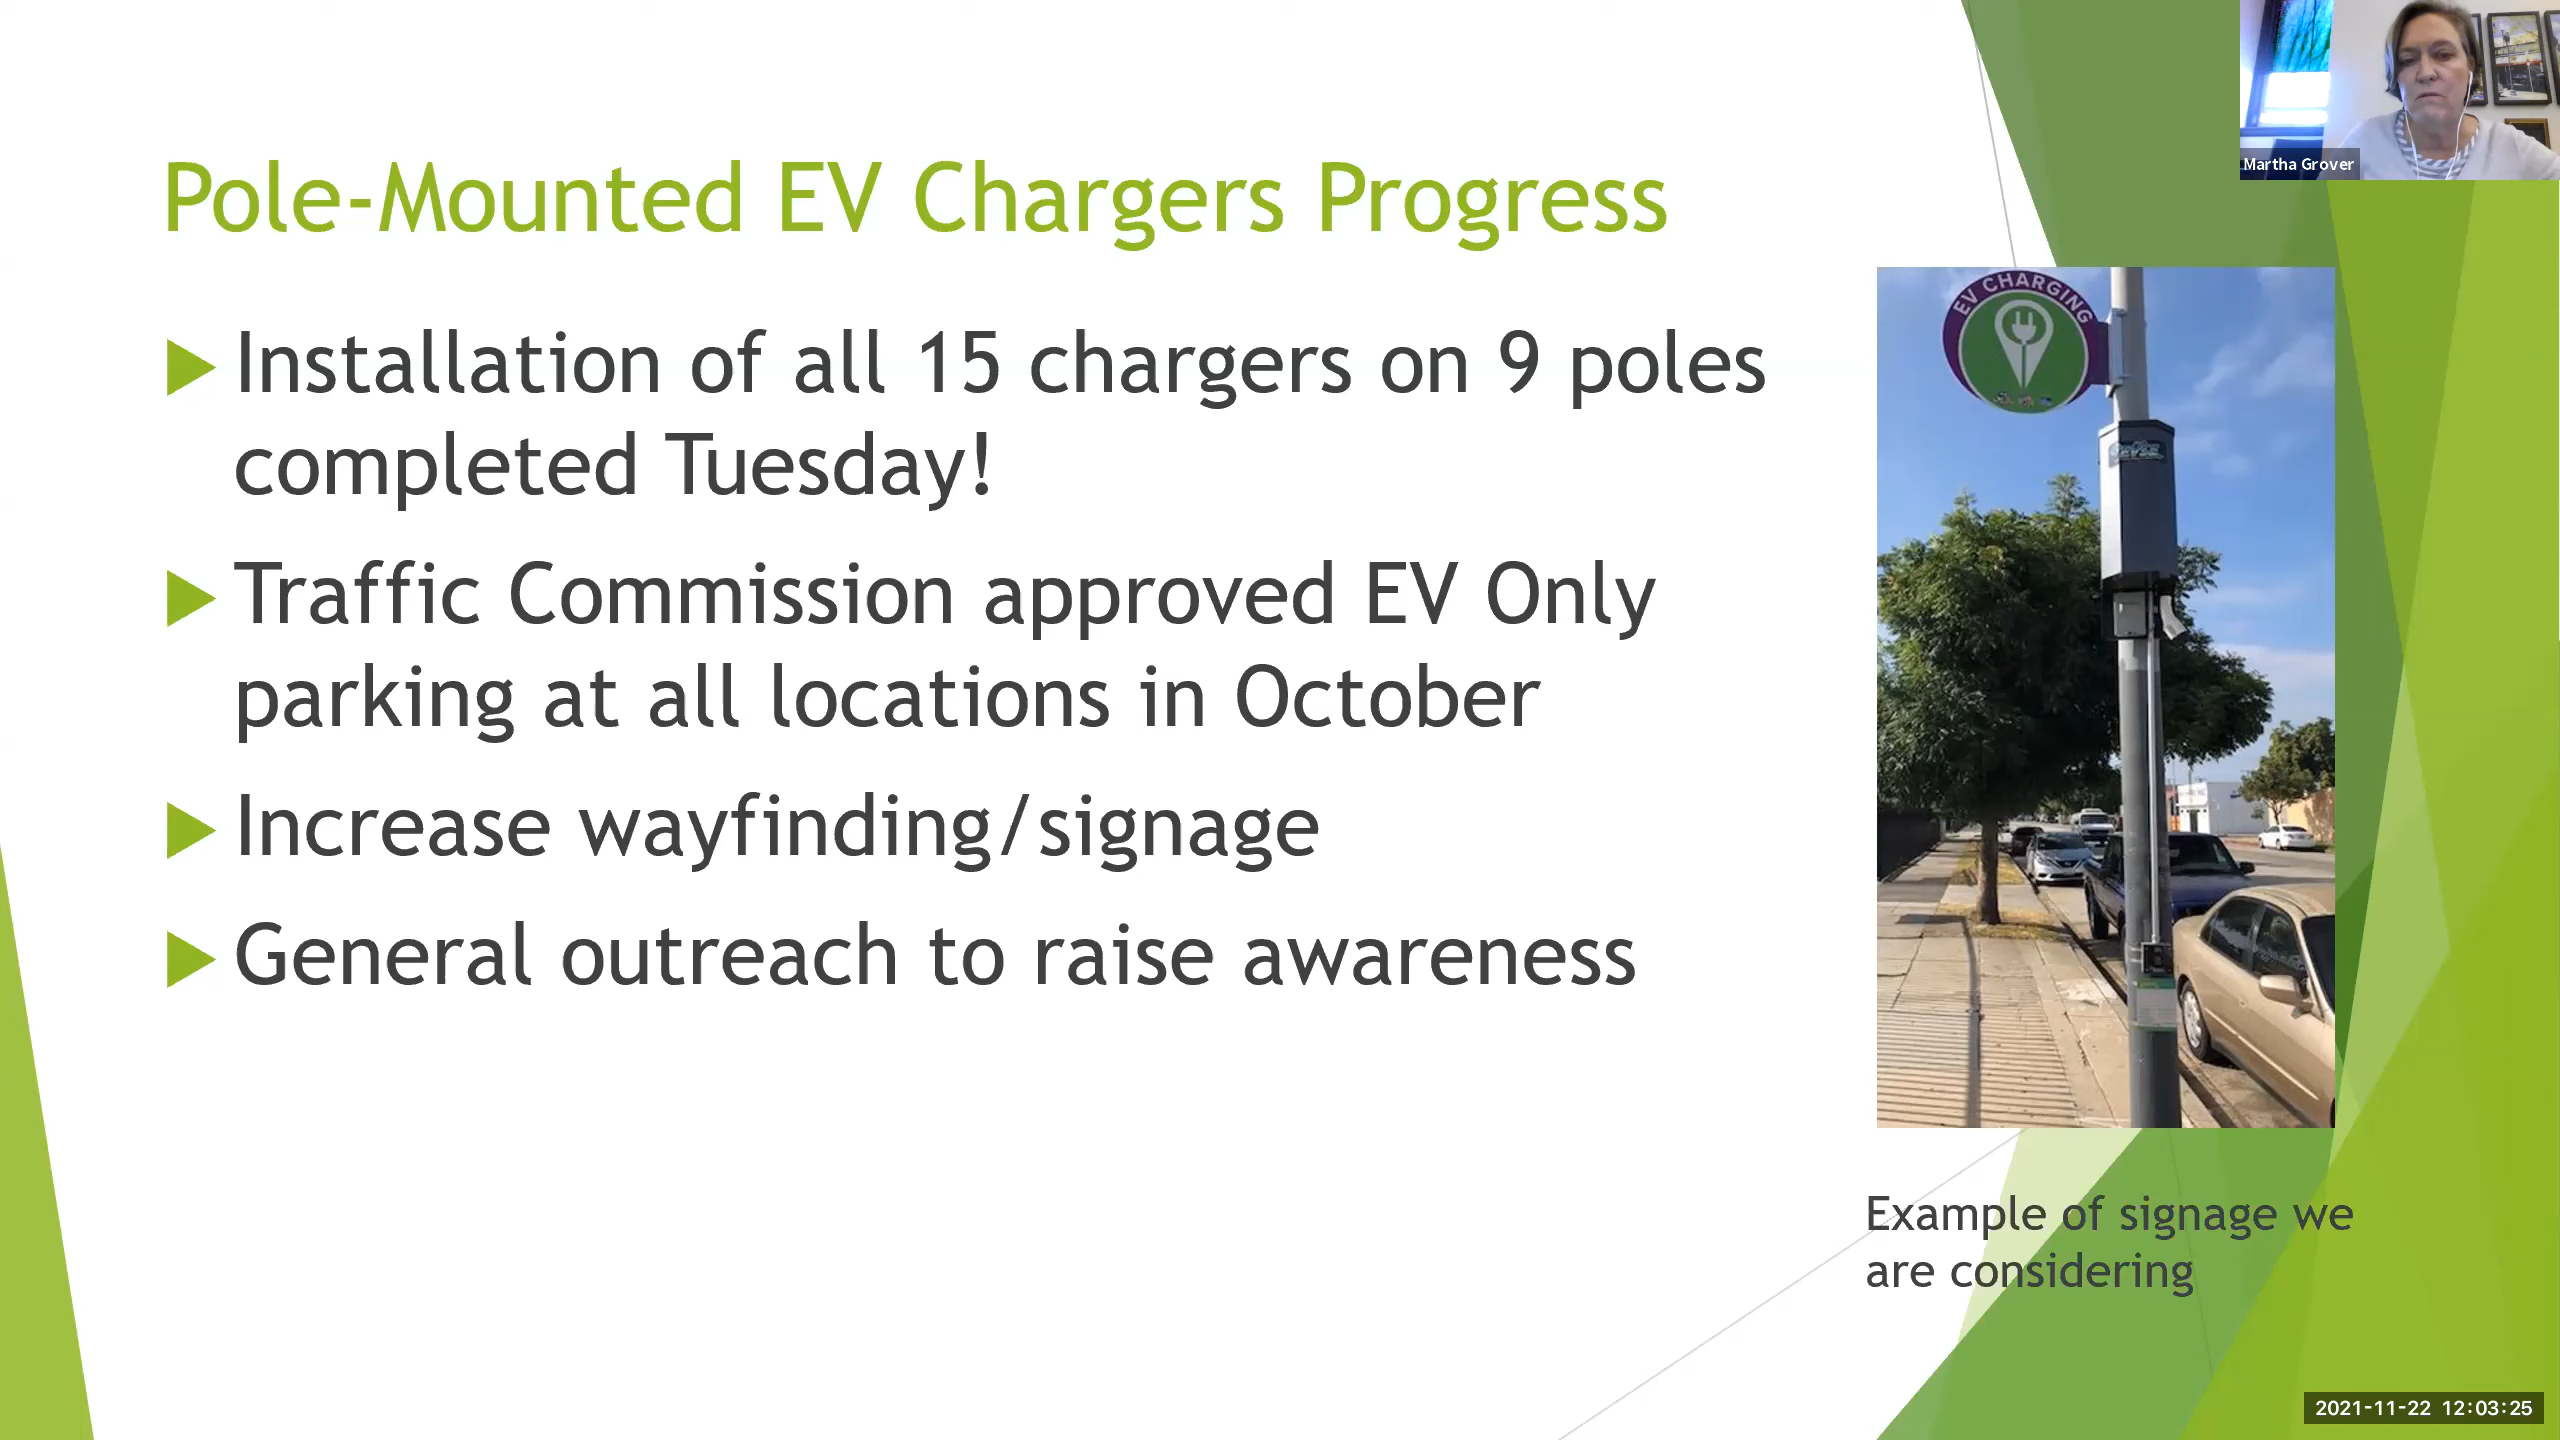 Martha Grover
Pole-Mounted EV Chargers Progress
Installation of all 15 chargers on 9 poles
completed Tuesday!
Traffic Commission approved EV Only
parking at all locations in October
Increase wayfinding/signage
General outreach to raise awareness
EV CHARGING
Example of signage we
are considering
2021-11-22 12:03:25